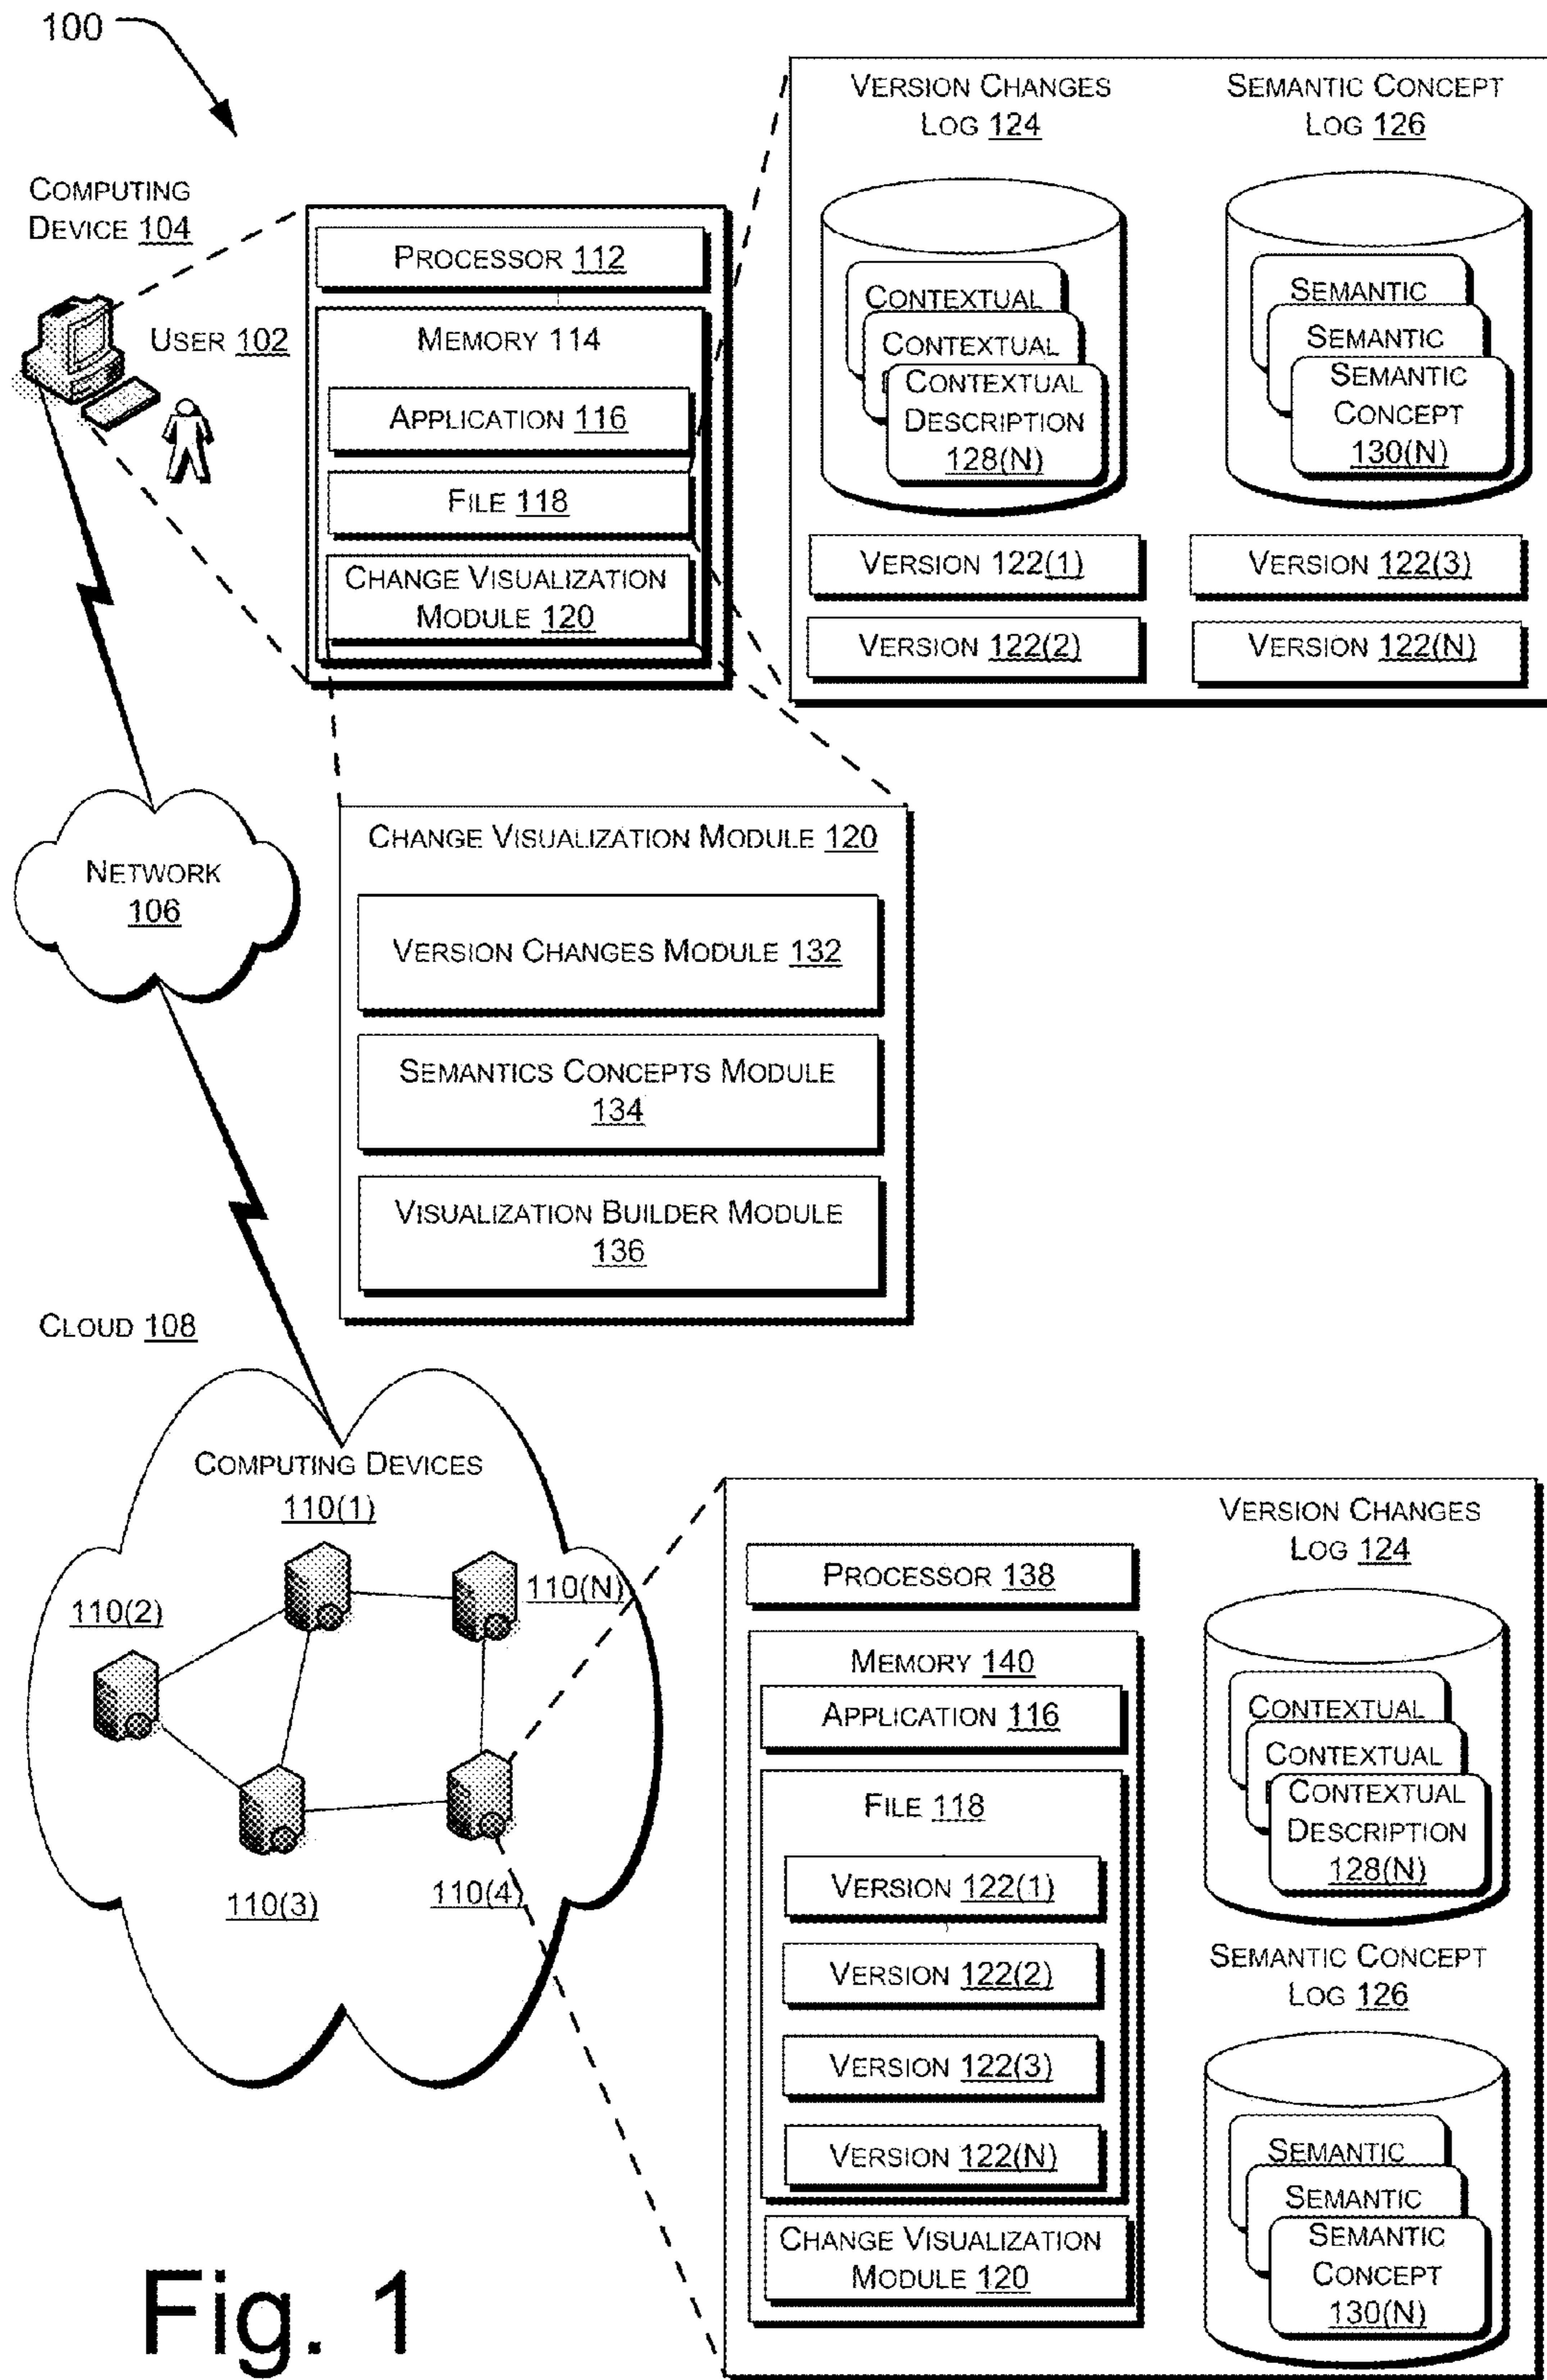 100
COMPUTING
DEVICE 104
USER 102
PROCESSOR 112
MEMORY 114
APPLICATION 116
FILE 118
CHANGE VISUALIZATION
MODULE 120
VERSION CHANGES
LOG 124
CONTEXTUAL
CONTEXTUAL
CONTEXTUAL
DESCRIPTION
128(N)
SEMANTIC CONCEPT
LOG 126
SEMANTIC
SEMANTIC
SEMANTIC
CONCEPT
130(N)
VERSION 122(1)
VERSION 122(3)
VERSION 122(2)
VERSION 122(N)
NETWORK
106
CHANGE VISUALIZATION MODULE 120
VERSION CHANGES MODULE 132
SEMANTICS CONCEPTS MODULE
134
VISUALIZATION BUILDER MODULE
136
CLOUD 108
COMPUTING DEVICES
110(1)
110(N)
110(2)
110(3)
110(4)
PROCESSOR 138
MEMORY 140
APPLICATION 116
FILE 118
VERSION 122(1)
VERSION 122(2)
VERSION 122(3)
VERSION 122(N)
CHANGE VISUALIZATION
MODULE 120
VERSION CHANGES
LOG 124
CONTEXTUAL
CONTEXTUAL
CONTEXTUAL
DESCRIPTION
128(N)
SEMANTIC CONCEPT
LOG 126
SEMANTIC
SEMANTIC
SEMANTIC
CONCEPT
130(N)
Fig. 1